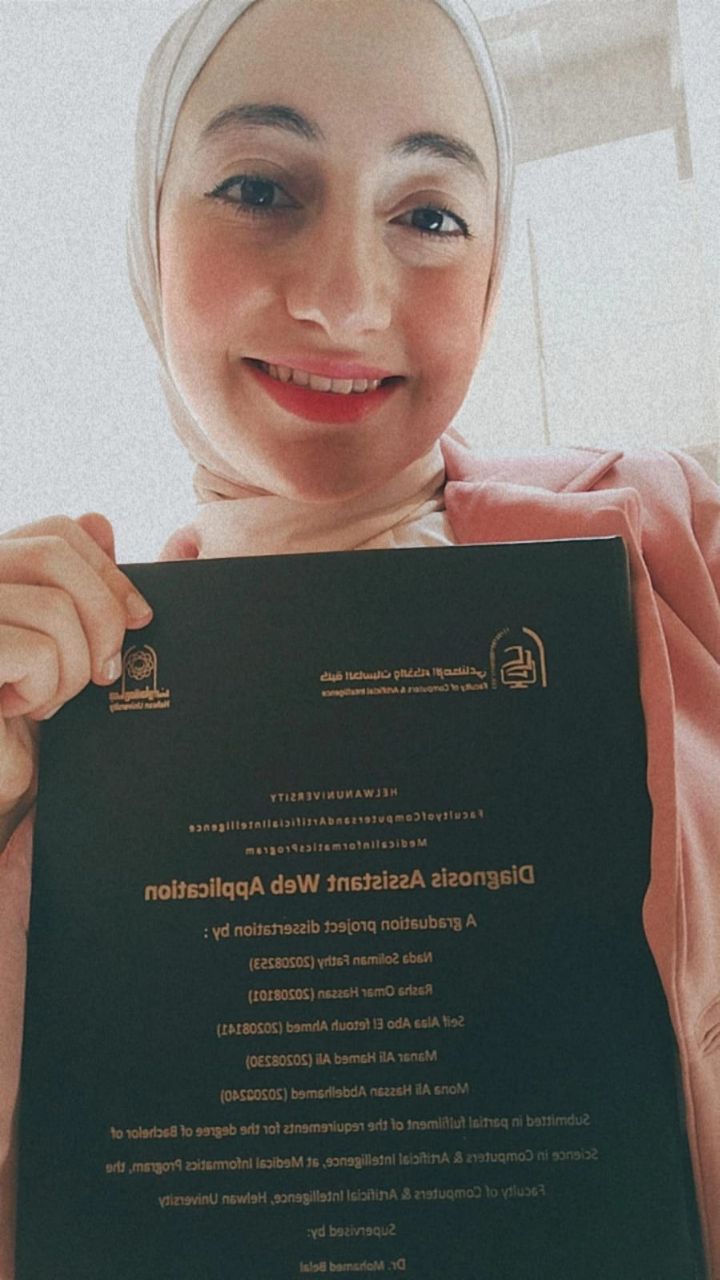 كلية الحاسبات والذكاء الإصطناعي
Faculty of Computers & Artificial Intelligence
Helwan University
HELWANUNIVERSITY
FacultyofComputersandArtificialIntelligence
MedicalInformaticsProgram
Diagnosis Assistant Web Application
A graduation project dissertation by :
Nada Soliman Fathy (20208253)
Rasha Omar Hassan (20208101)
Seif Alaa Abo El fetouh Ahmed (20208141)
Manar Ali Hamed Ali (20208230)
Mona Ali Hassan Abdelhamed (20208240)
Submitted in partial fulfilment of the requirements for the degree of Bachelor of
Science in Computers & Artificial Intelligence, at Medical Informatics Program, the
Faculty of Computers & Artificial Intelligence, Helwan University
Supervised by:
Dr. Mohamed Belal